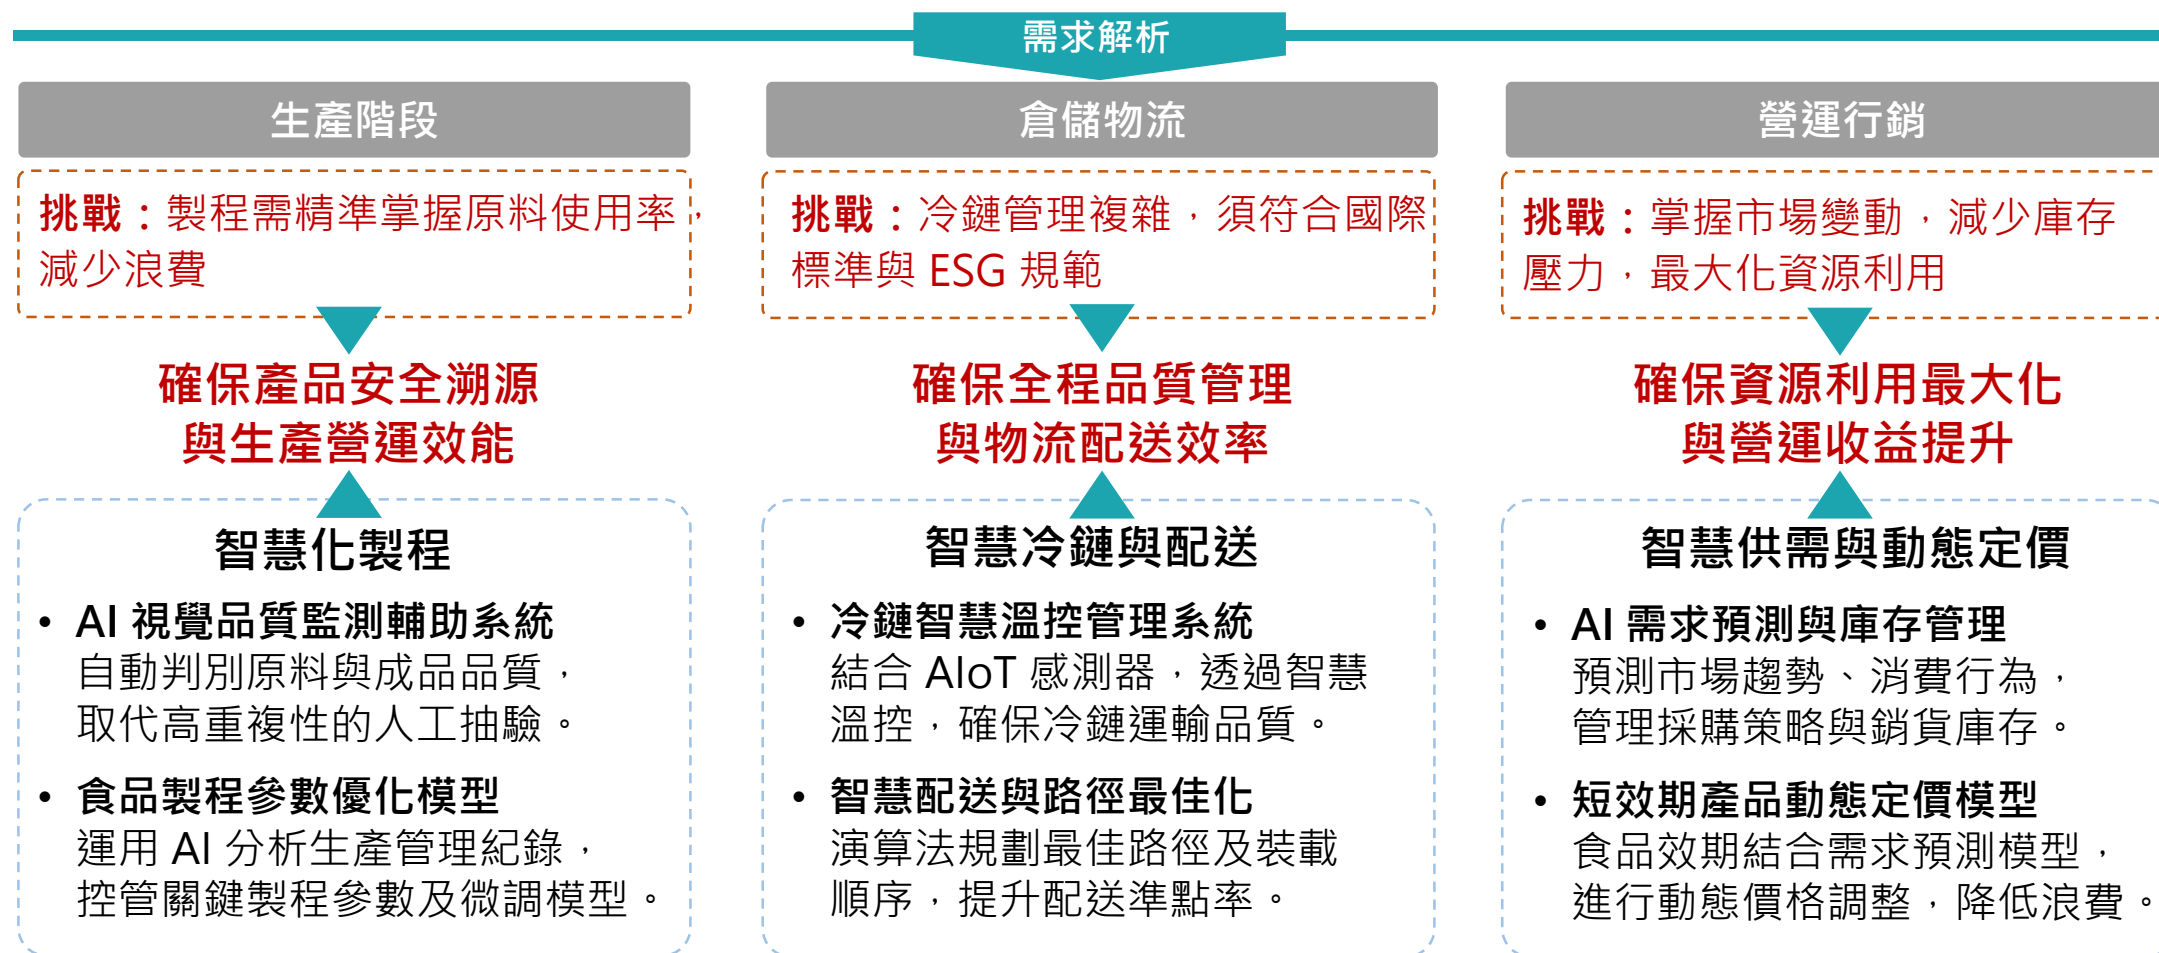 需求解析
生產階段
挑戰：製程需精準掌握原料使用率，
減少浪費
確保產品安全溯源
與生產營運效能
智慧化製程
• AI 視覺品質監測輔助系統
自動判別原料與成品品質，
取代高重複性的人工抽驗。
• 食品製程參數優化模型
運用 AI 分析生產管理紀錄，
控管關鍵製程參數及微調模型。
倉儲物流
挑戰：冷鏈管理複雜，須符合國際
標準與 ESG 規範
確保全程品質管理
與物流配送效率
智慧冷鏈與配送
• 冷鏈智慧溫控管理系統
結合 AIoT 感測器，透過智慧
溫控，確保冷鏈運輸品質。
• 智慧配送與路徑最佳化
演算法規劃最佳路徑及裝載
順序，提升配送準點率。
營運行銷
挑戰：掌握市場變動，減少庫存
壓力，最大化資源利用
確保資源利用最大化
與營運收益提升
智慧供需與動態定價
• AI 需求預測與庫存管理
預測市場趨勢、消費行為，
管理採購策略與銷貨庫存。
• 短效期產品動態定價模型
食品效期結合需求預測模型，
進行動態價格調整，降低浪費。